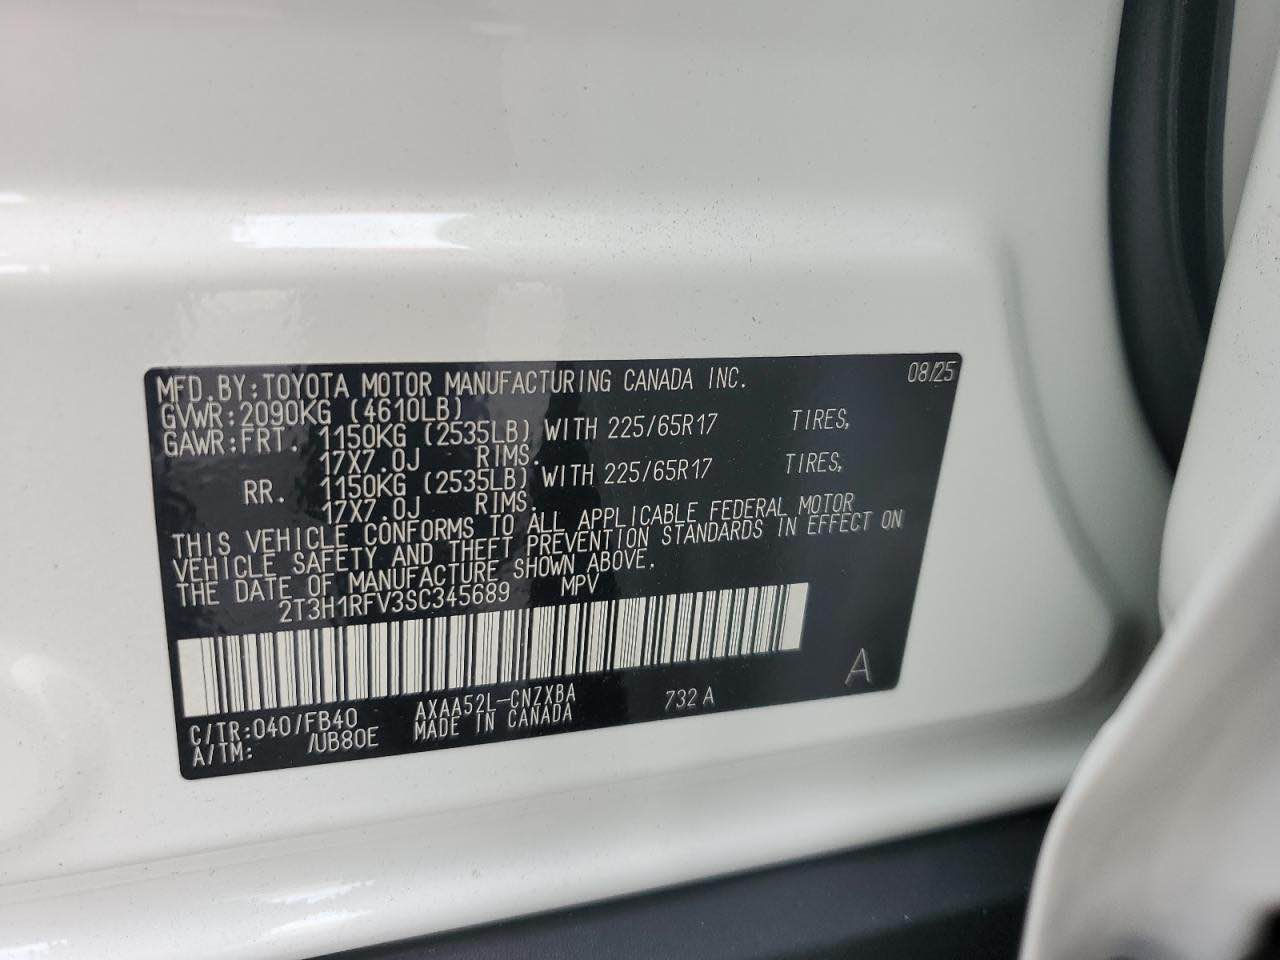 MFD.BY:TOYOTA MOTOR MANUFACTURING CANADA INC. 08/25
GVWR:2090KG (4610LB)
GAWR:FRT. 1150KG (2535LB) WITH 225/65R17 TIRES,
17X7.0J RIMS.
RR. 1150KG (2535LB) WITH 225/65R17 TIRES,
17X7.0J RIMS.
THIS VEHICLE CONFORMS TO ALL APPLICABLE FEDERAL MOTOR
VEHICLE SAFETY AND THEFT PREVENTION STANDARDS IN EFFECT ON
THE DATE OF MANUFACTURE SHOWN ABOVE.
2T3H1RFV3SC345689 MPV
A
C/TR:040/FB40 AXAA52L-CNZXBA 732 A
A/TM: /UB80E MADE IN CANADA